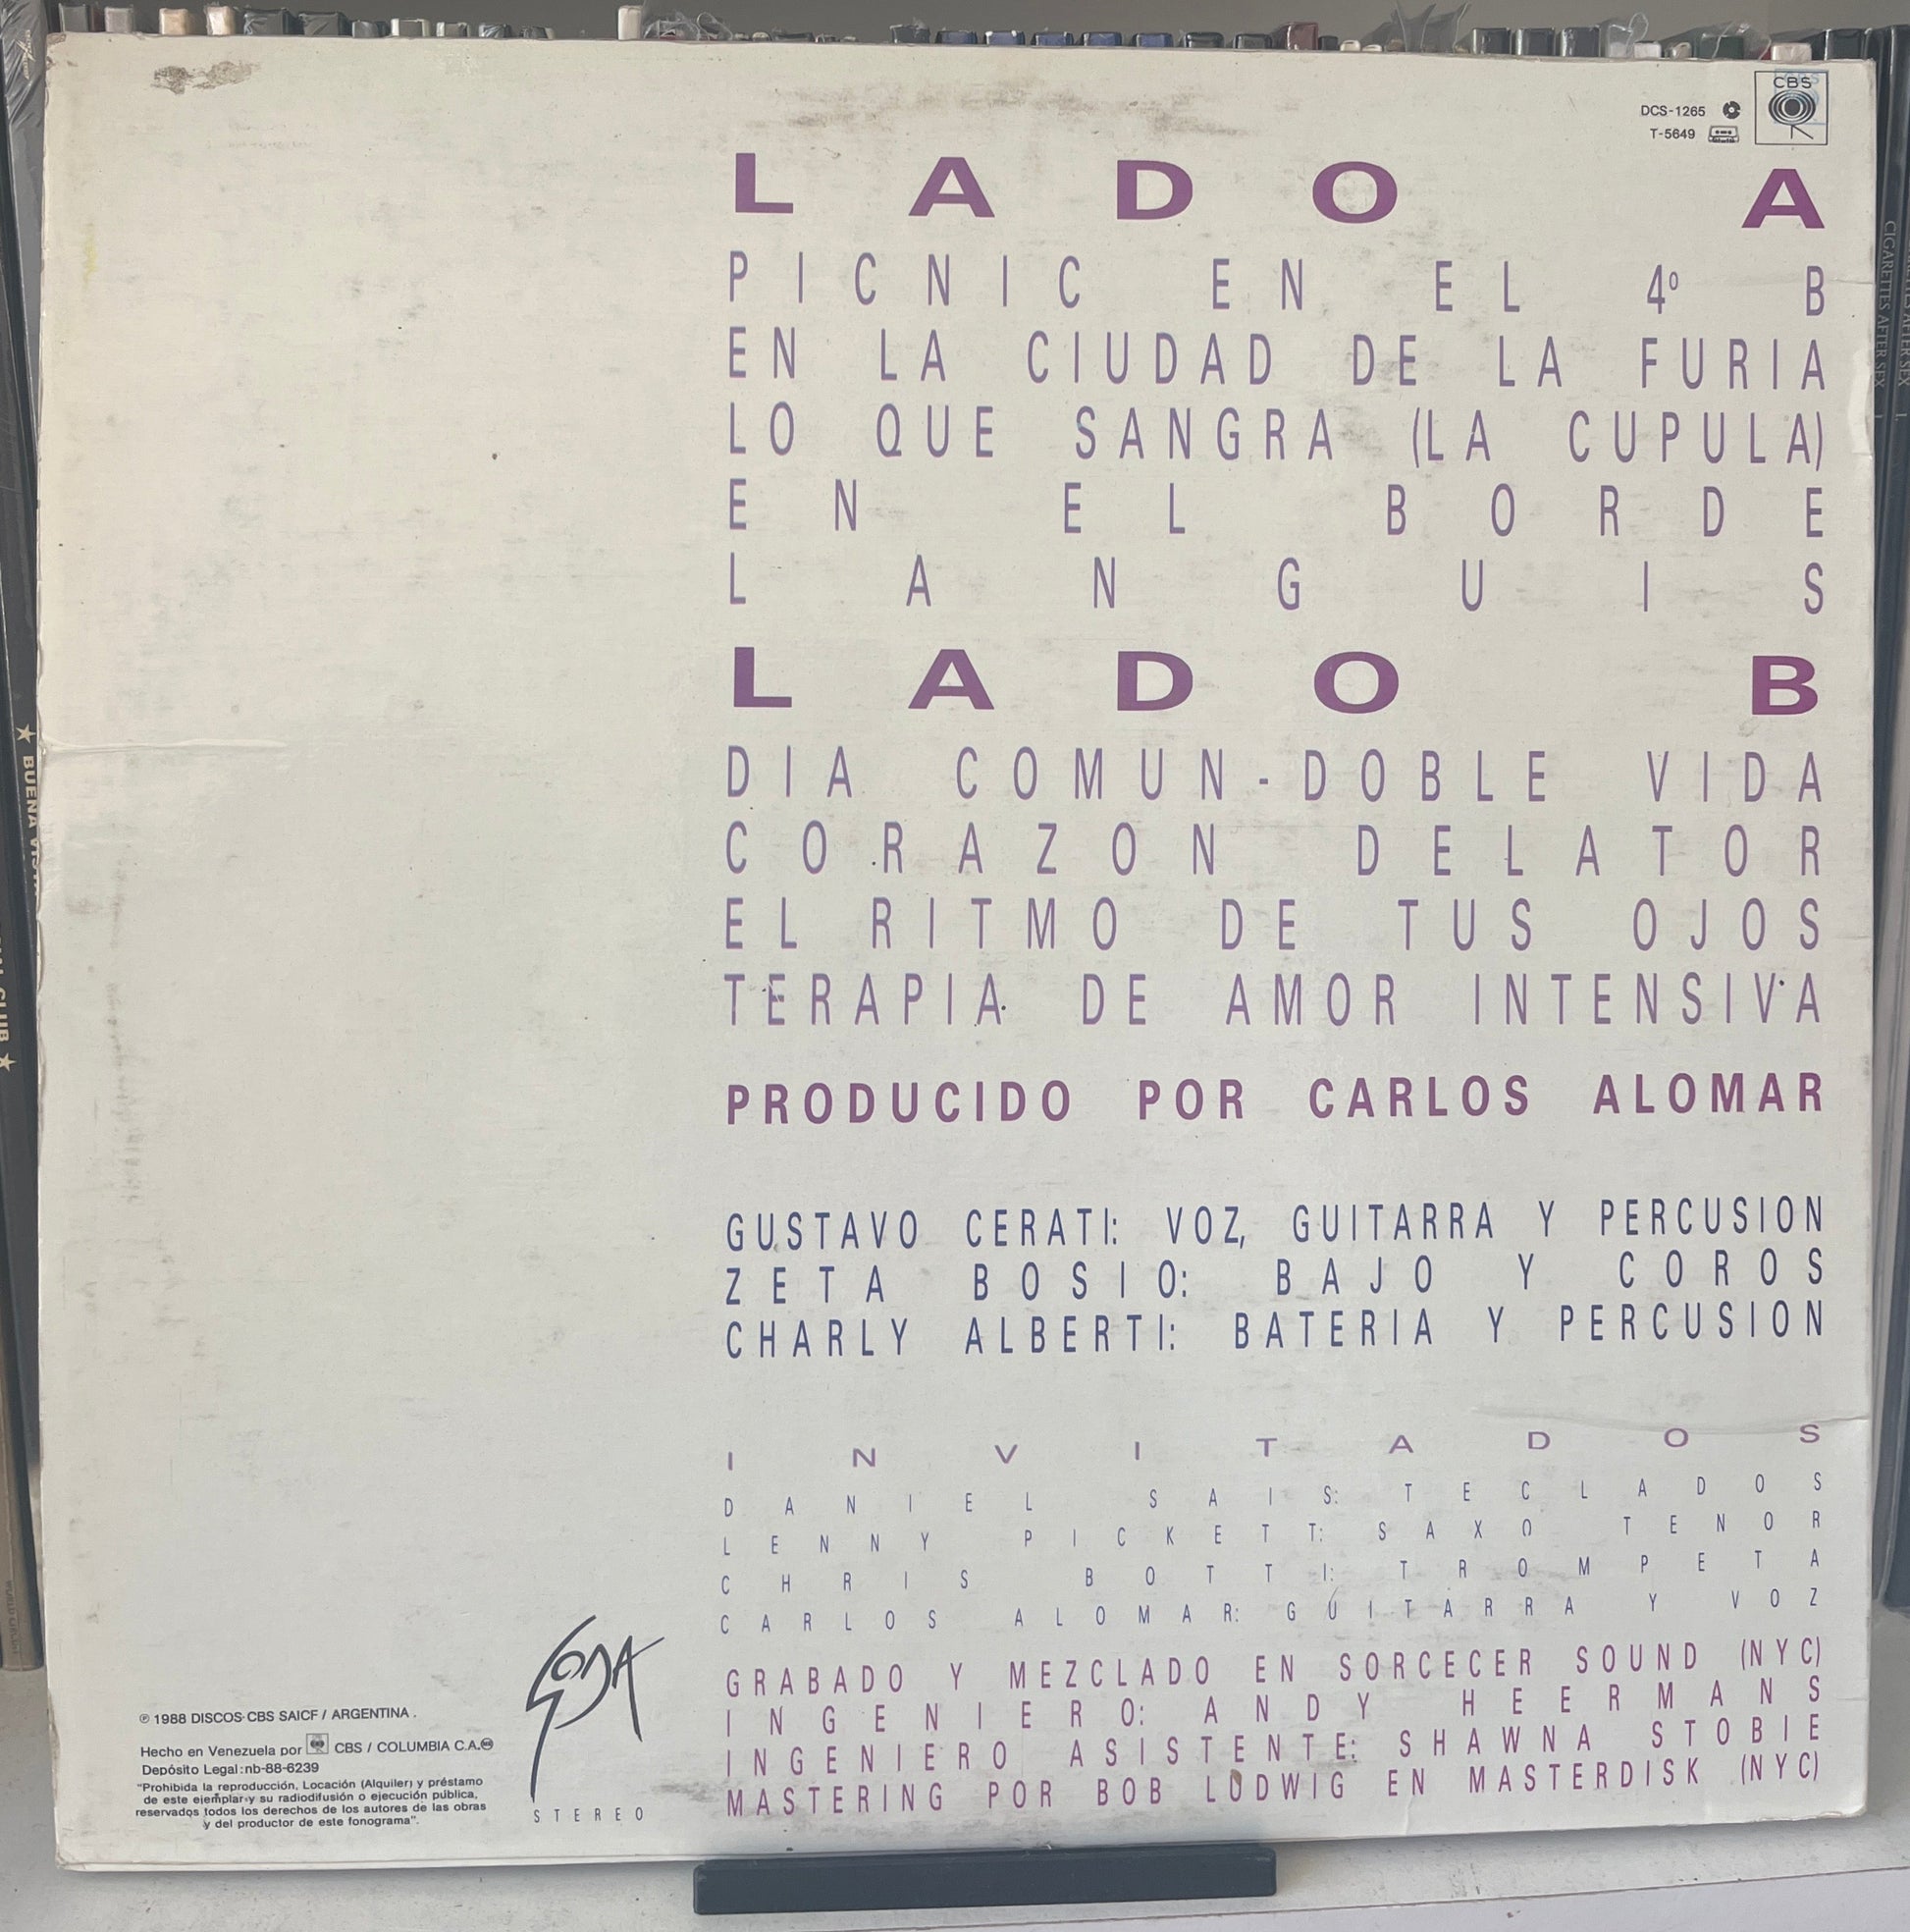 DCS-1265
T-5649
CBS
LADO A
PICNIC EN EL 4º B
EN LA CIUDAD DE LA FURIA
LO QUE SANGRA (LA CUPULA)
EN EL BORDE
LANGUIS
LADO B
DIA COMUN-DOBLE VIDA
CORAZON DELATOR
EL RITMO DE TUS OJOS
TERAPIA DE AMOR INTENSIVA
PRODUCIDO POR CARLOS ALOMAR
GUSTAVO CERATI: VOZ, GUITARRA Y PERCUSION
ZETA BOSIO: BAJO Y COROS
CHARLY ALBERTI: BATERIA Y PERCUSION
INVITADOS
DANIEL SAIS: TECLADOS
LENNY PICKETT: SAXO TENOR
CHRIS BOTTI: TROMPETA
CARLOS ALOMAR: GUITARRA Y VOZ
GRABADO Y MEZCLADO EN SORCECER SOUND (NYC)
INGENIERO: ANDY HEERMANS
INGENIERO ASISTENTE: SHAWNA STOBIE
MASTERING POR BOB LUDWIG EN MASTERDISK (NYC)
SODA
STEREO
℗ 1988 DISCOS CBS SAICF / ARGENTINA.
Hecho en Venezuela por CBS / COLUMBIA C.A.
Depósito Legal: nb-88-6239
"Prohibida la reproducción, Locación (Alquiler) y préstamo
de este ejemplar y su radiodifusión o ejecución pública,
reservados todos los derechos de los autores de las obras
y del productor de este fonograma".
BUENA
CLUB
CIGARETTES AFTER SEX
AFTER SEX